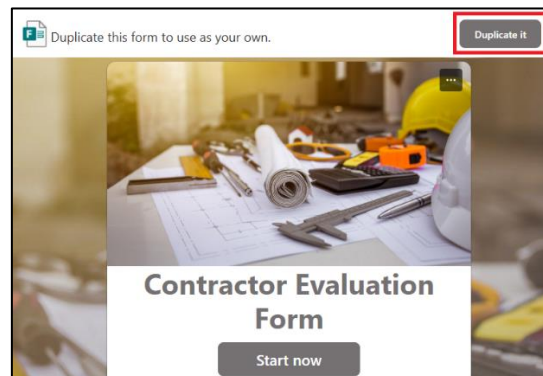 Duplicate this form to use as your own.
Duplicate it
Contractor Evaluation
Form
Start now